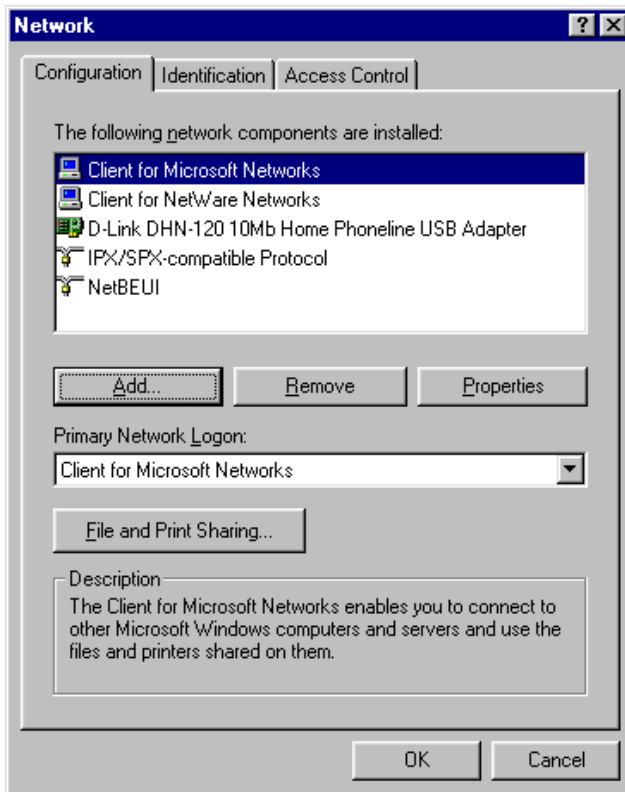 Network
Configuration Identification Access Control
The following network components are installed:
Client for Microsoft Networks
Client for NetWare Networks
D-Link DHN-120 10Mb Home Phoneline USB Adapter
IPX/SPX-compatible Protocol
NetBEUI
Add... Remove Properties
Primary Network Logon:
Client for Microsoft Networks
File and Print Sharing...
Description
The Client for Microsoft Networks enables you to connect to
other Microsoft Windows computers and servers and use the
files and printers shared on them.
OK Cancel